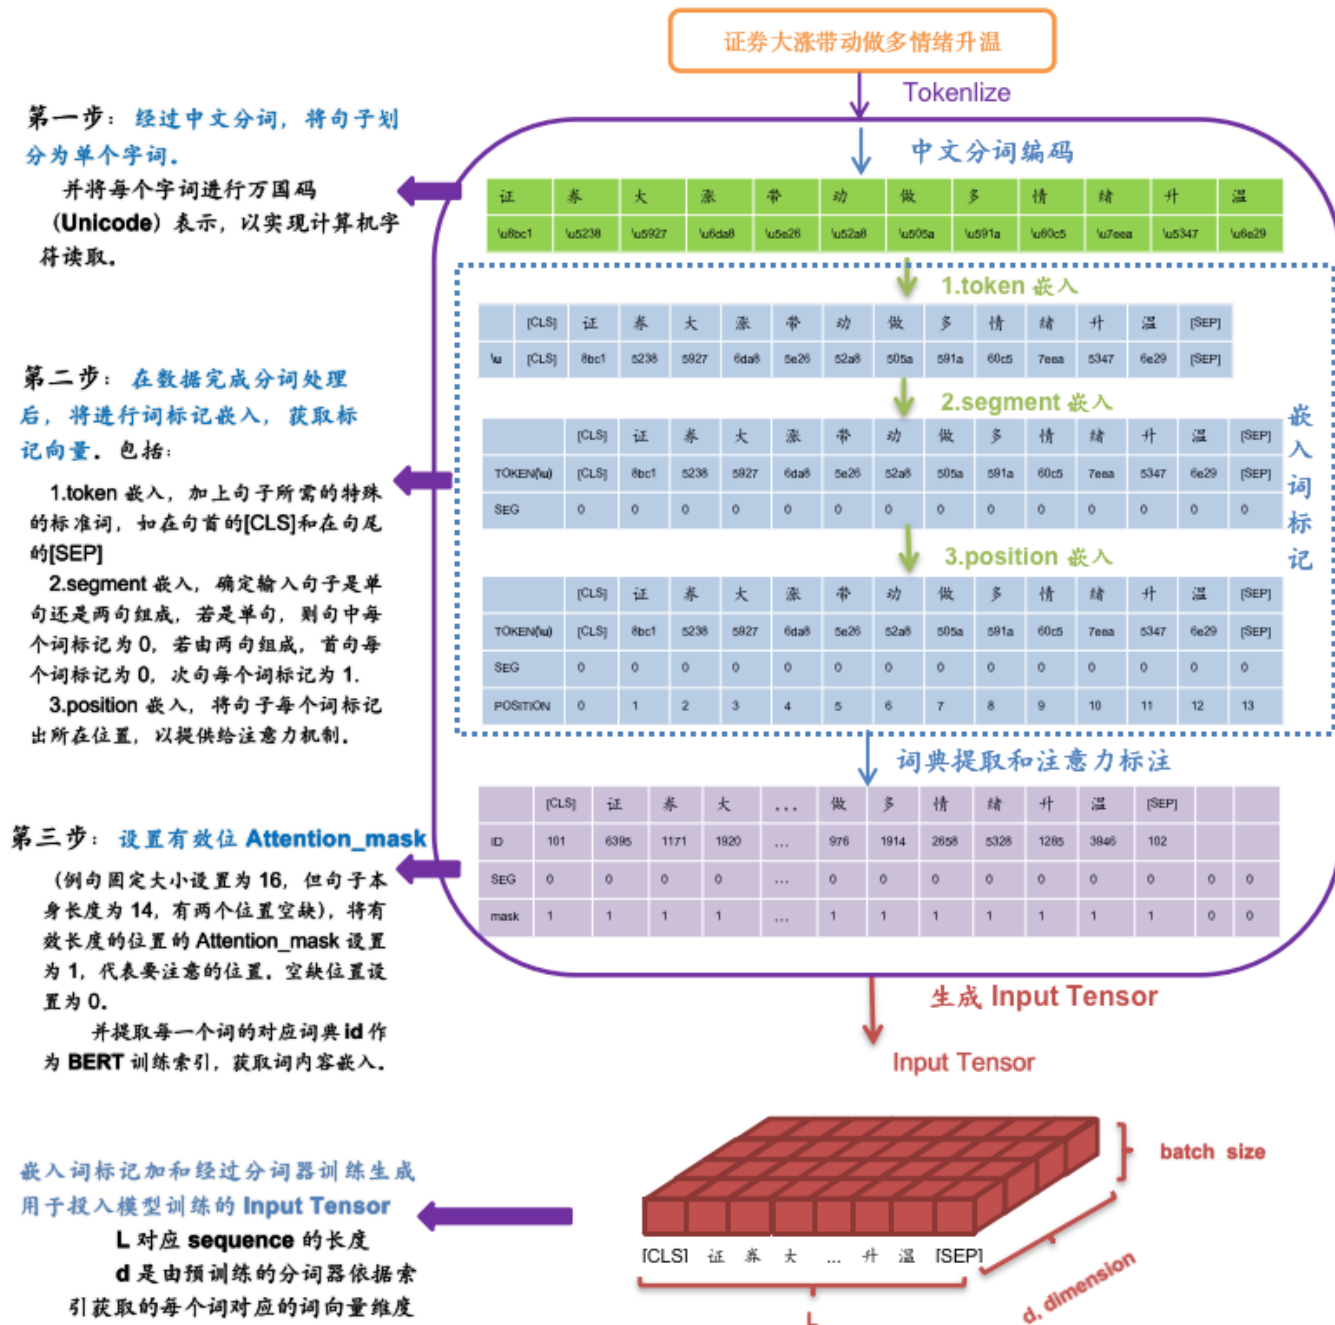 证券大涨带动做多情绪升温
Tokenlize
中文分词编码
第一步：经过中文分词，将句子划
分为单个字词.
并将每个字词进行万国码
(Unicode) 表示，以实现计算机字
符读取.
证 券 大 涨 带 动 做 多 情 绪 升 温
\u8bc1 \u5238 \u5927 \u6da8 \u5e26 \u52a8 \u505a \u591a \u60c5 \u7eea \u5347 \u6e29
1.token 嵌入
[CLS] 证 券 大 涨 带 动 做 多 情 绪 升 温 [SEP]
\u [CLS] 8bc1 5238 5927 6da8 5e26 52a8 505a 591a 60c5 7eea 5347 6e29 [SEP]
2.segment 嵌入
[CLS] 证 券 大 涨 带 动 做 多 情 绪 升 温 [SEP]
TOKEN(\u) [CLS] 8bc1 5238 5927 6da8 5e26 52a8 505a 591a 60c5 7eea 5347 6e29 [SEP]
SEG 0 0 0 0 0 0 0 0 0 0 0 0 0 0
3.position 嵌入
[CLS] 证 券 大 涨 带 动 做 多 情 绪 升 温 [SEP]
TOKEN(\u) [CLS] 8bc1 5238 5927 6da8 5e26 52a8 505a 591a 60c5 7eea 5347 6e29 [SEP]
SEG 0 0 0 0 0 0 0 0 0 0 0 0 0 0
POSITION 0 1 2 3 4 5 6 7 8 9 10 11 12 13
嵌入词标记
第二步：在数据完成分词处理
后，将进行词标记嵌入，获取标
记向量. 包括：
1.token 嵌入，加上句子所需的特殊
的标准词，如在句首的[CLS]和在句尾
的[SEP]
2.segment 嵌入，确定输入句子是单
句还是两句组成，若是单句，则句中每
个词标记为 0，若由两句组成，首句每
个词标记为 0，次句每个词标记为 1.
3.position 嵌入，将句子每个词标记
出所在位置，以提供给注意力机制.
词典提取和注意力标注
[CLS] 证 券 大 ... 做 多 情 绪 升 温 [SEP]
ID 101 6395 1171 1920 ... 976 1914 2658 5328 1285 3946 102
SEG 0 0 0 0 ... 0 0 0 0 0 0 0 0 0
mask 1 1 1 1 ... 1 1 1 1 1 1 1 0 0
第三步：设置有效位 Attention_mask
(例句固定大小设置为 16，但句子本
身长度为 14，有两个位置空缺)，将有
效长度的位置的 Attention_mask 设置
为 1，代表要注意的位置. 空缺位置设
置为 0.
并提取每一个词的对应词典 id 作
为 BERT 训练索引，获取词内容嵌入.
生成 Input Tensor
Input Tensor
batch size
[CLS] 证 券 大 ... 升 温 [SEP]
d, dimension
L
嵌入词标记加和经过分词器训练生成
用于投入模型训练的 Input Tensor
L 对应 sequence 的长度
d 是由预训练的分词器依据索
引获取的每个词对应的词向量维度